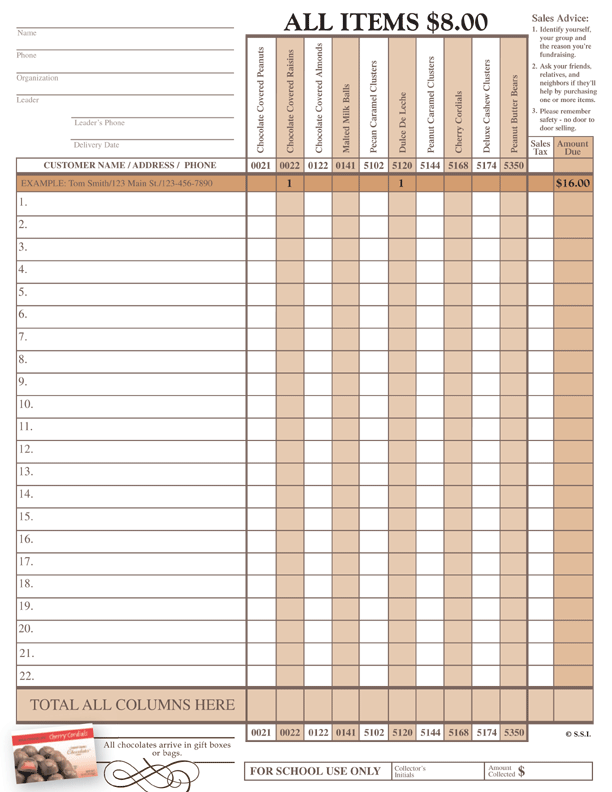 ALL ITEMS $8.00
Name
Phone
Organization
Leader
Leader's Phone
Delivery Date
Sales Advice:
1. Identify yourself,
your group and
the reason you're
fundraising.
2. Ask your friends,
relatives, and
neighbors if they'll
help by purchasing
one or more items.
3. Please remember
safety - no door to
door selling.
Chocolate Covered Peanuts
Chocolate Covered Raisins
Chocolate Covered Almonds
Malted Milk Balls
Pecan Caramel Clusters
Dulce De Leche
Peanut Caramel Clusters
Cherry Cordials
Deluxe Cashew Clusters
Peanut Butter Bears
Sales Tax
Amount Due
CUSTOMER NAME / ADDRESS / PHONE 0021 0022 0122 0141 5102 5120 5144 5168 5174 5350
EXAMPLE: Tom Smith/123 Main St./123-456-7890 1 1 $16.00
1.
2.
3.
4.
5.
6.
7.
8.
9.
10.
11.
12.
13.
14.
15.
16.
17.
18.
19.
20.
21.
22.
TOTAL ALL COLUMNS HERE
0021 0022 0122 0141 5102 5120 5144 5168 5174 5350
© S.S.I.
Cherry Cordials
All chocolates arrive in gift boxes
or bags.
FOR SCHOOL USE ONLY
Collector's
Initials
Amount
Collected $